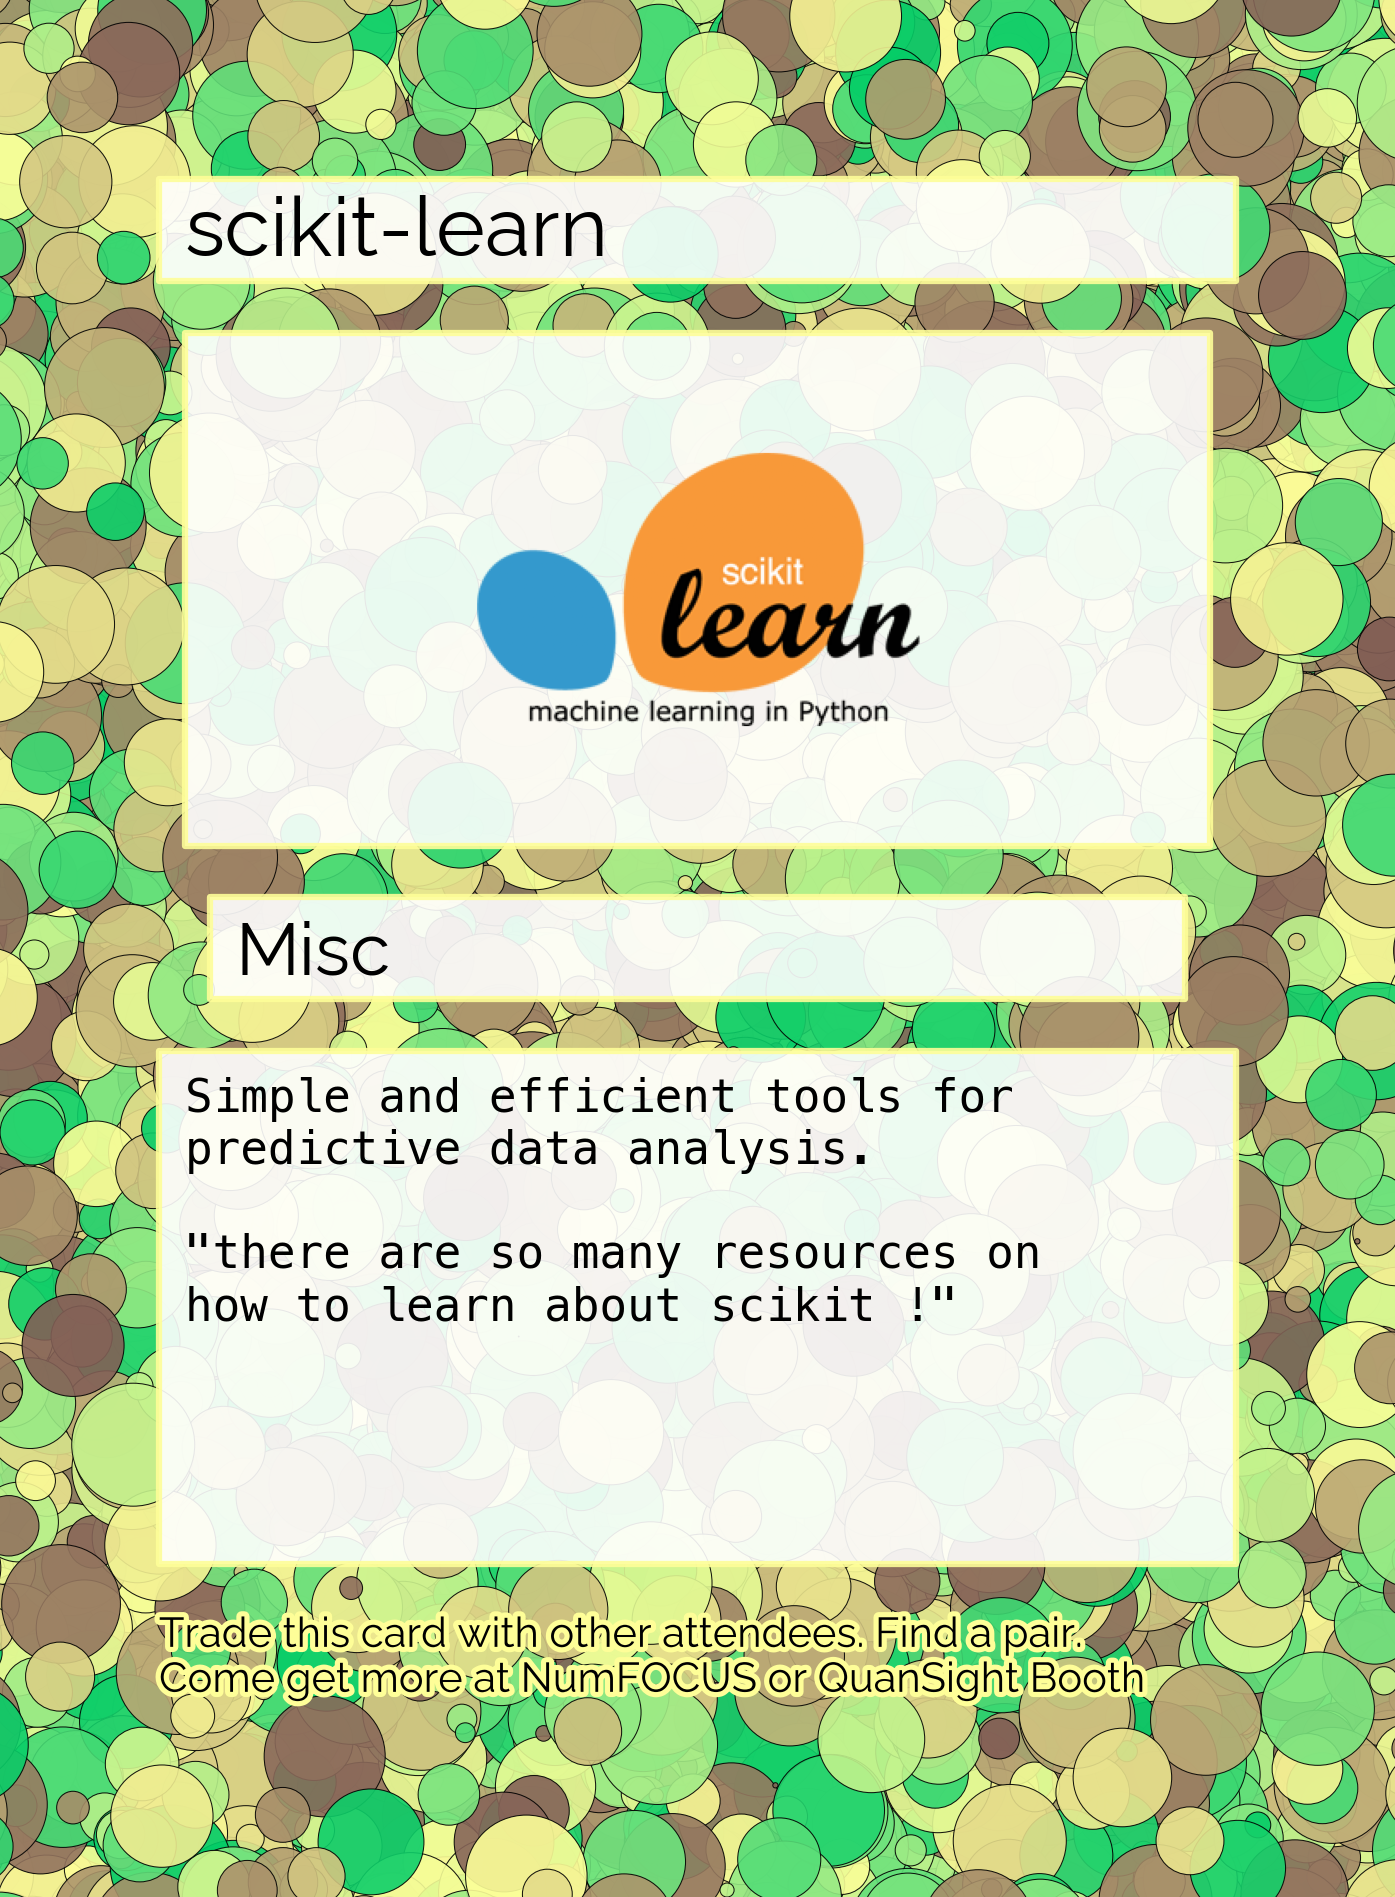 scikit-learn
scikit
learn
machine learning in Python
Misc
Simple and efficient tools for
predictive data analysis.
"there are so many resources on
how to learn about scikit !"
Trade this card with other attendees. Find a pair.
Come get more at NumFOCUS or QuanSight Booth